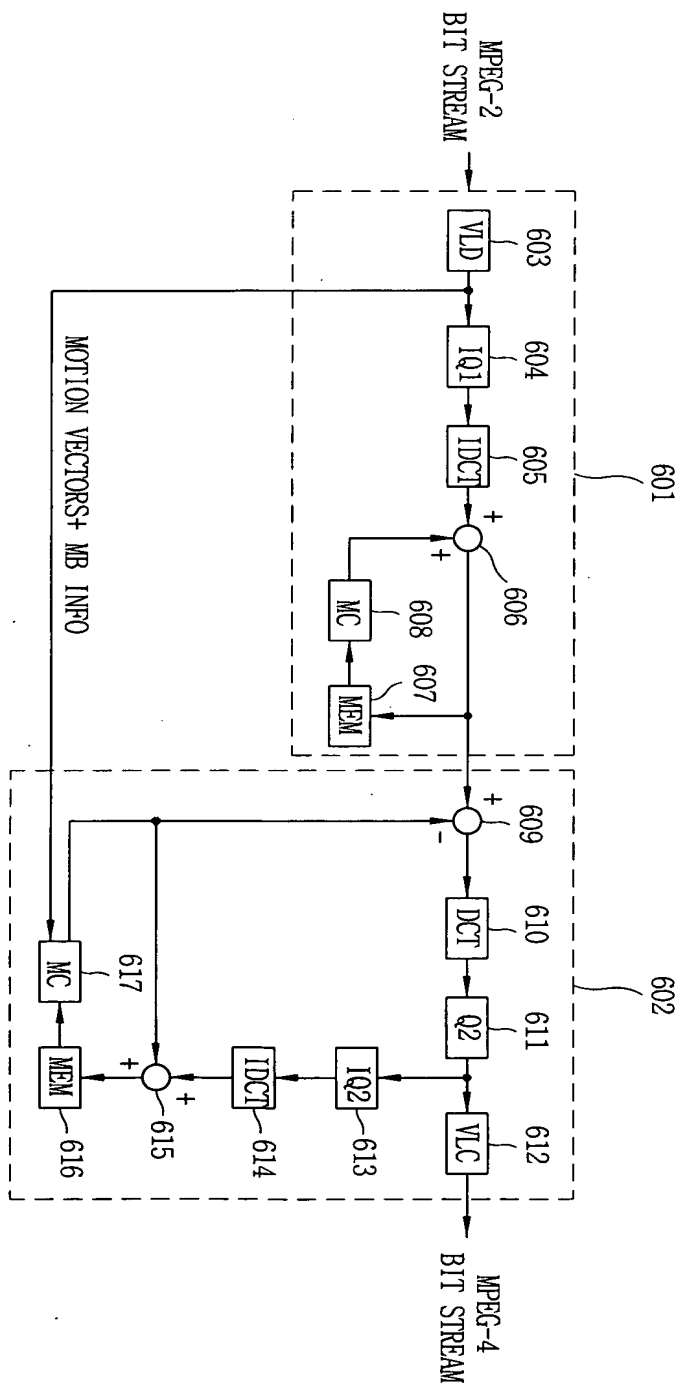 MPEG-2
BIT STREAM
601
603
VLD
604
IQ1
605
IDCT
+
+
606
608
MC
607
MEM
MOTION VECTORS+ MB INFO
602
+
-
609
610
DCT
611
Q2
612
VLC
613
IQ2
614
IDCT
+
+
615
616
MEM
617
MC
MPEG-4
BIT STREAM